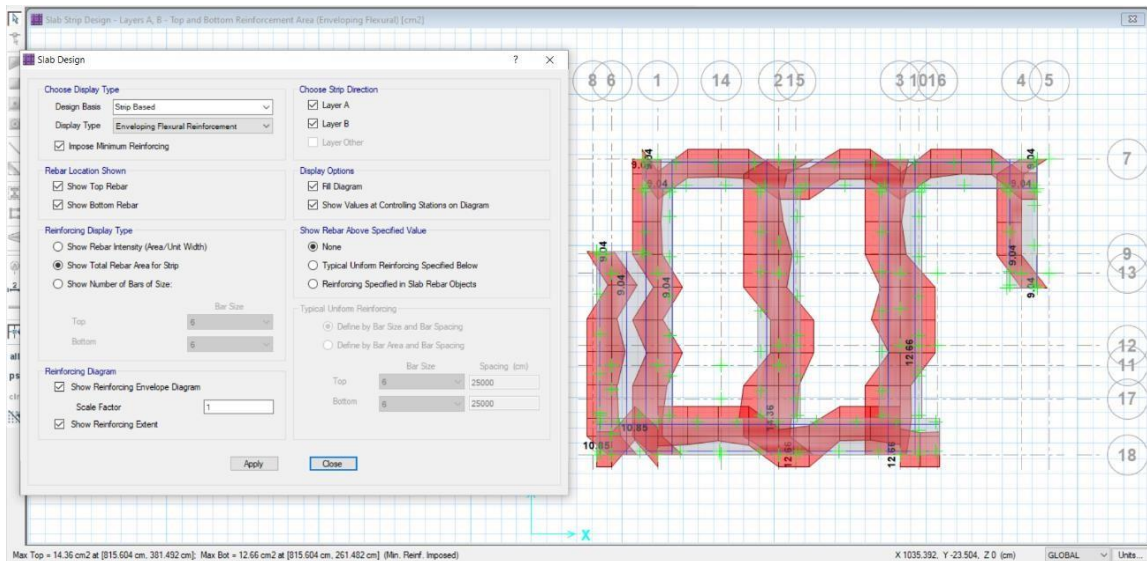 Slab Strip Design - Layers A, B - Top and Bottom Reinforcement Area (Enveloping Flexural) [cm2]
Slab Design
?
Choose Display Type
Design Basis
Strip Based
Display Type
Enveloping Flexural Reinforcement
Impose Minimum Reinforcing
Rebar Location Shown
Show Top Rebar
Show Bottom Rebar
Reinforcing Display Type
Show Rebar Intensity (Area/Unit Width)
Show Total Rebar Area for Strip
Show Number of Bars of Size:
Bar Size
Top
6
Bottom
6
Reinforcing Diagram
Show Reinforcing Envelope Diagram
Scale Factor
1
Show Reinforcing Extent
Choose Strip Direction
Layer A
Layer B
Layer Other
Display Options
Fill Diagram
Show Values at Controlling Stations on Diagram
Show Rebar Above Specified Value
None
Typical Uniform Reinforcing Specified Below
Reinforcing Specified in Slab Rebar Objects
Typical Uniform Reinforcing
Define by Bar Size and Bar Spacing
Define by Bar Area and Bar Spacing
Bar Size
Spacing (cm)
Top
6
25000
Bottom
6
25000
Apply
Close
all
ps
clr
8 6 1 14 2 15 3 10 16 4 5
7
9
13
12
11
17
18
9.04
9.04
9.04
9.04
9.04
9.04
9.04
9.04
9.04
12.66
14.36
10.85
10.85
12.66
12.66
X
Max Top = 14.36 cm2 at [815.604 cm, 381.492 cm]; Max Bot = 12.66 cm2 at [815.604 cm, 261.482 cm] (Min. Reinf. Imposed)
X 1035.392, Y -23.504, Z 0 (cm)
GLOBAL
Units...